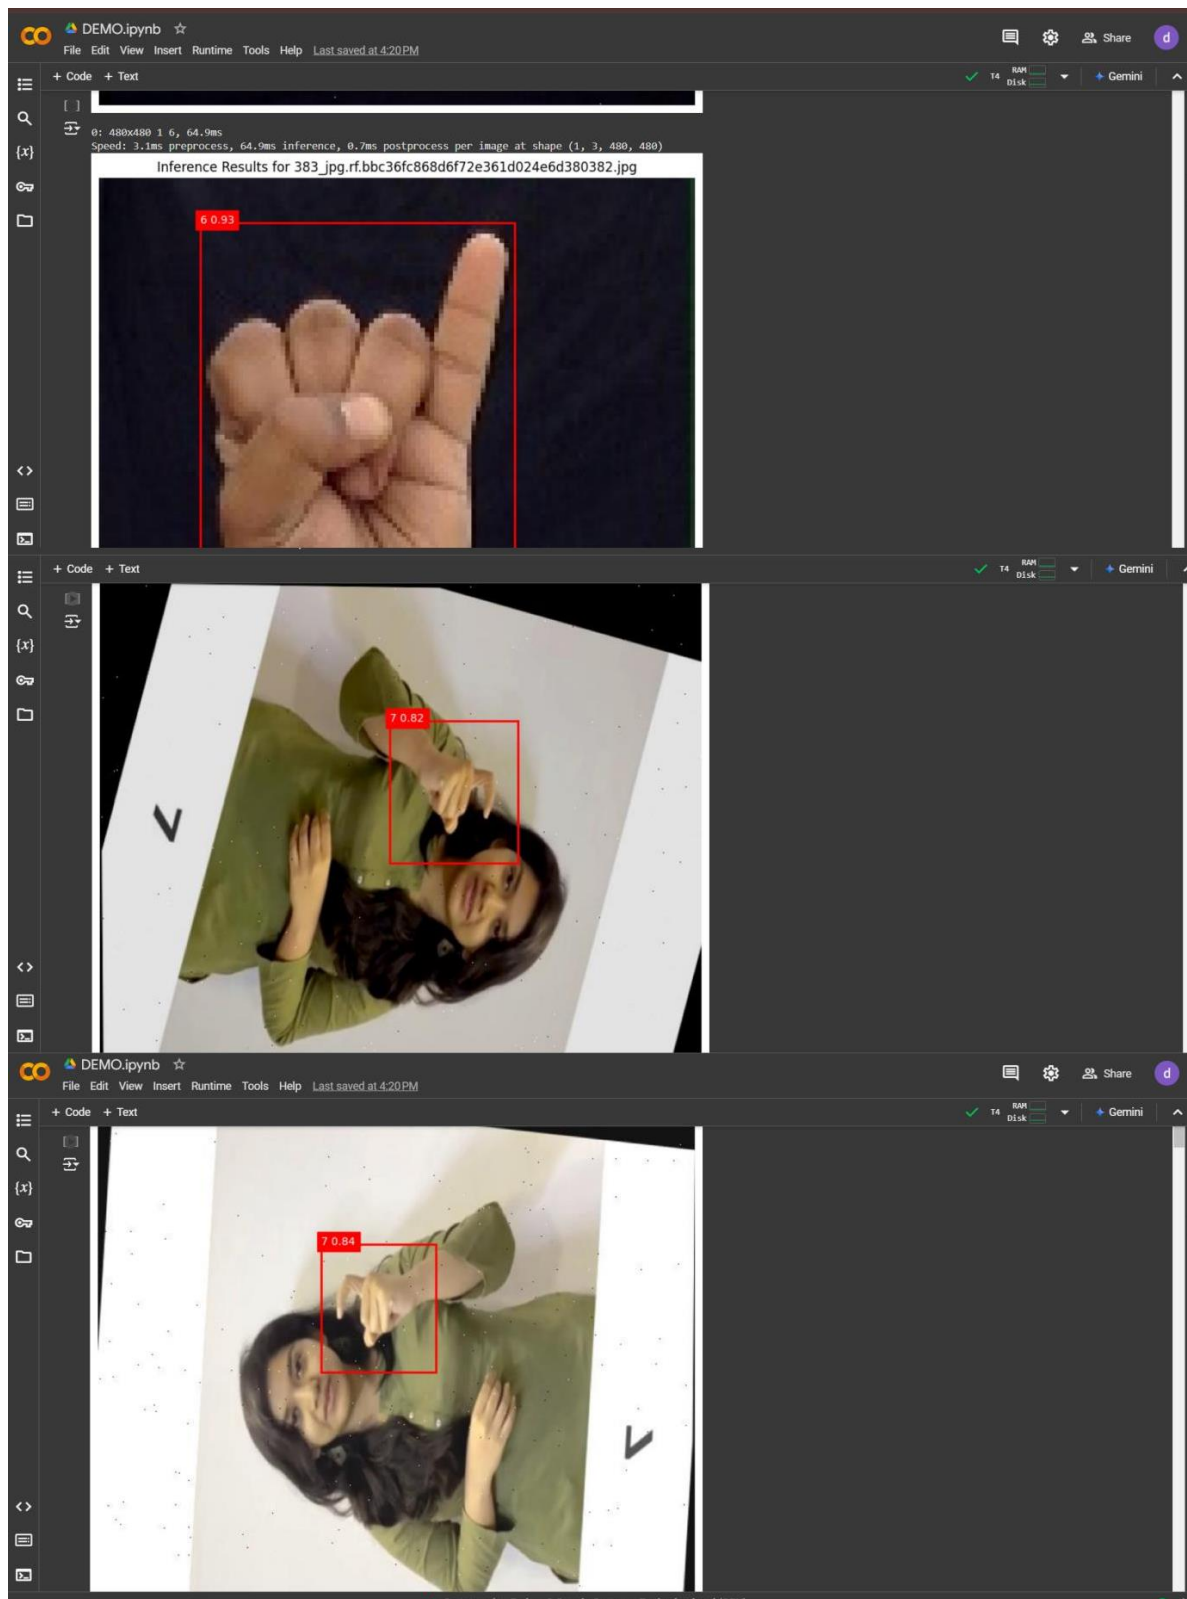 DEMO.ipynb
File Edit View Insert Runtime Tools Help Last saved at 4:20 PM
Share
d
+ Code + Text
T4 RAM Disk
Gemini
[ ]
0: 480x480 1 6, 64.9ms
Speed: 3.1ms preprocess, 64.9ms inference, 0.7ms postprocess per image at shape (1, 3, 480, 480)
Inference Results for 383_jpg.rf.bbc36fc868d6f72e361d024e6d380382.jpg
{x}
6 0.93
<>
+ Code + Text
T4 RAM Disk
Gemini
{x}
7 0.82
V
<>
DEMO.ipynb
File Edit View Insert Runtime Tools Help Last saved at 4:20 PM
Share
d
+ Code + Text
T4 RAM Disk
Gemini
{x}
7 0.84
V
<>